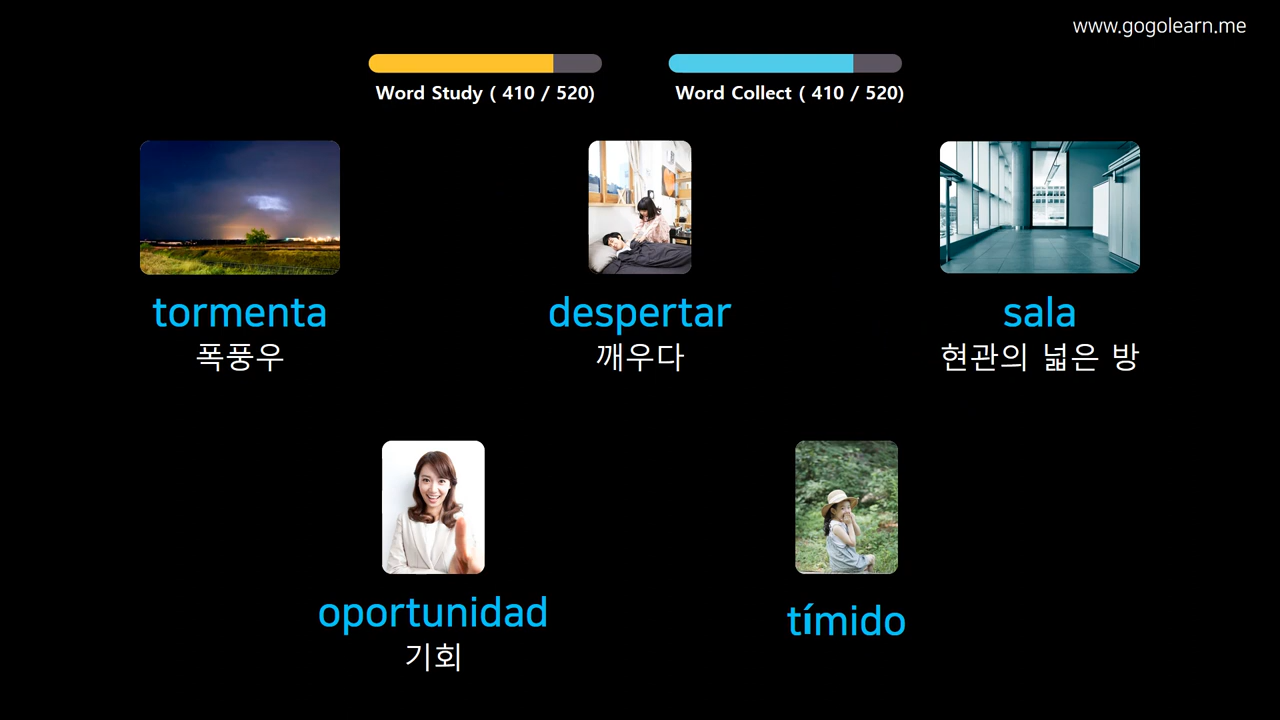 www.gogolearn.me
Word Study ( 410 / 520)
Word Collect ( 410 / 520)
tormenta
폭풍우
despertar
깨우다
sala
현관의 넓은 방
oportunidad
기회
tímido